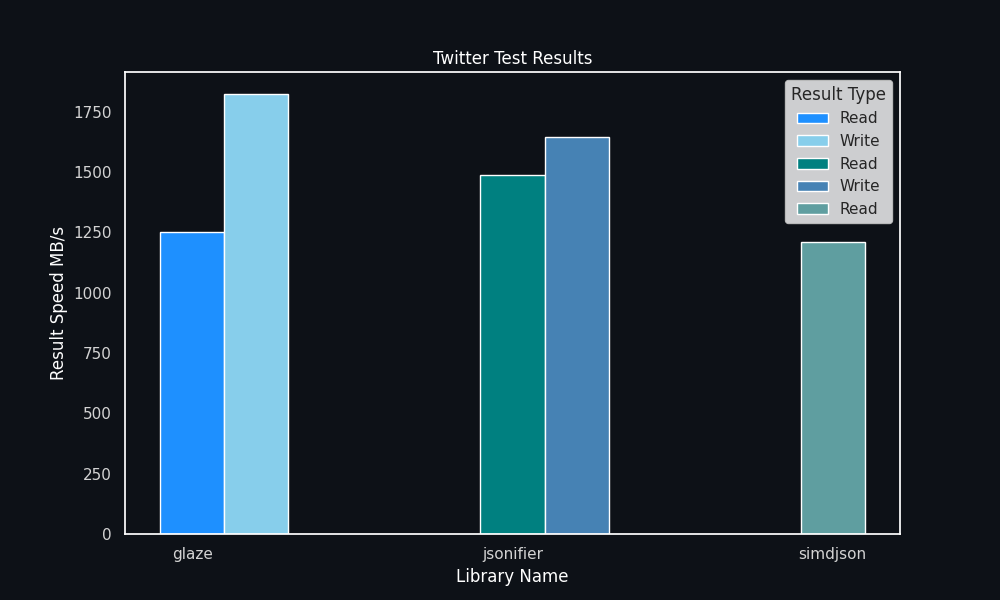 Twitter Test Results
Result Type
Read
Write
Read
Write
Read
Result Speed MB/s
1750
1500
1250
1000
750
500
250
0
glaze
jsonifier
simdjson
Library Name